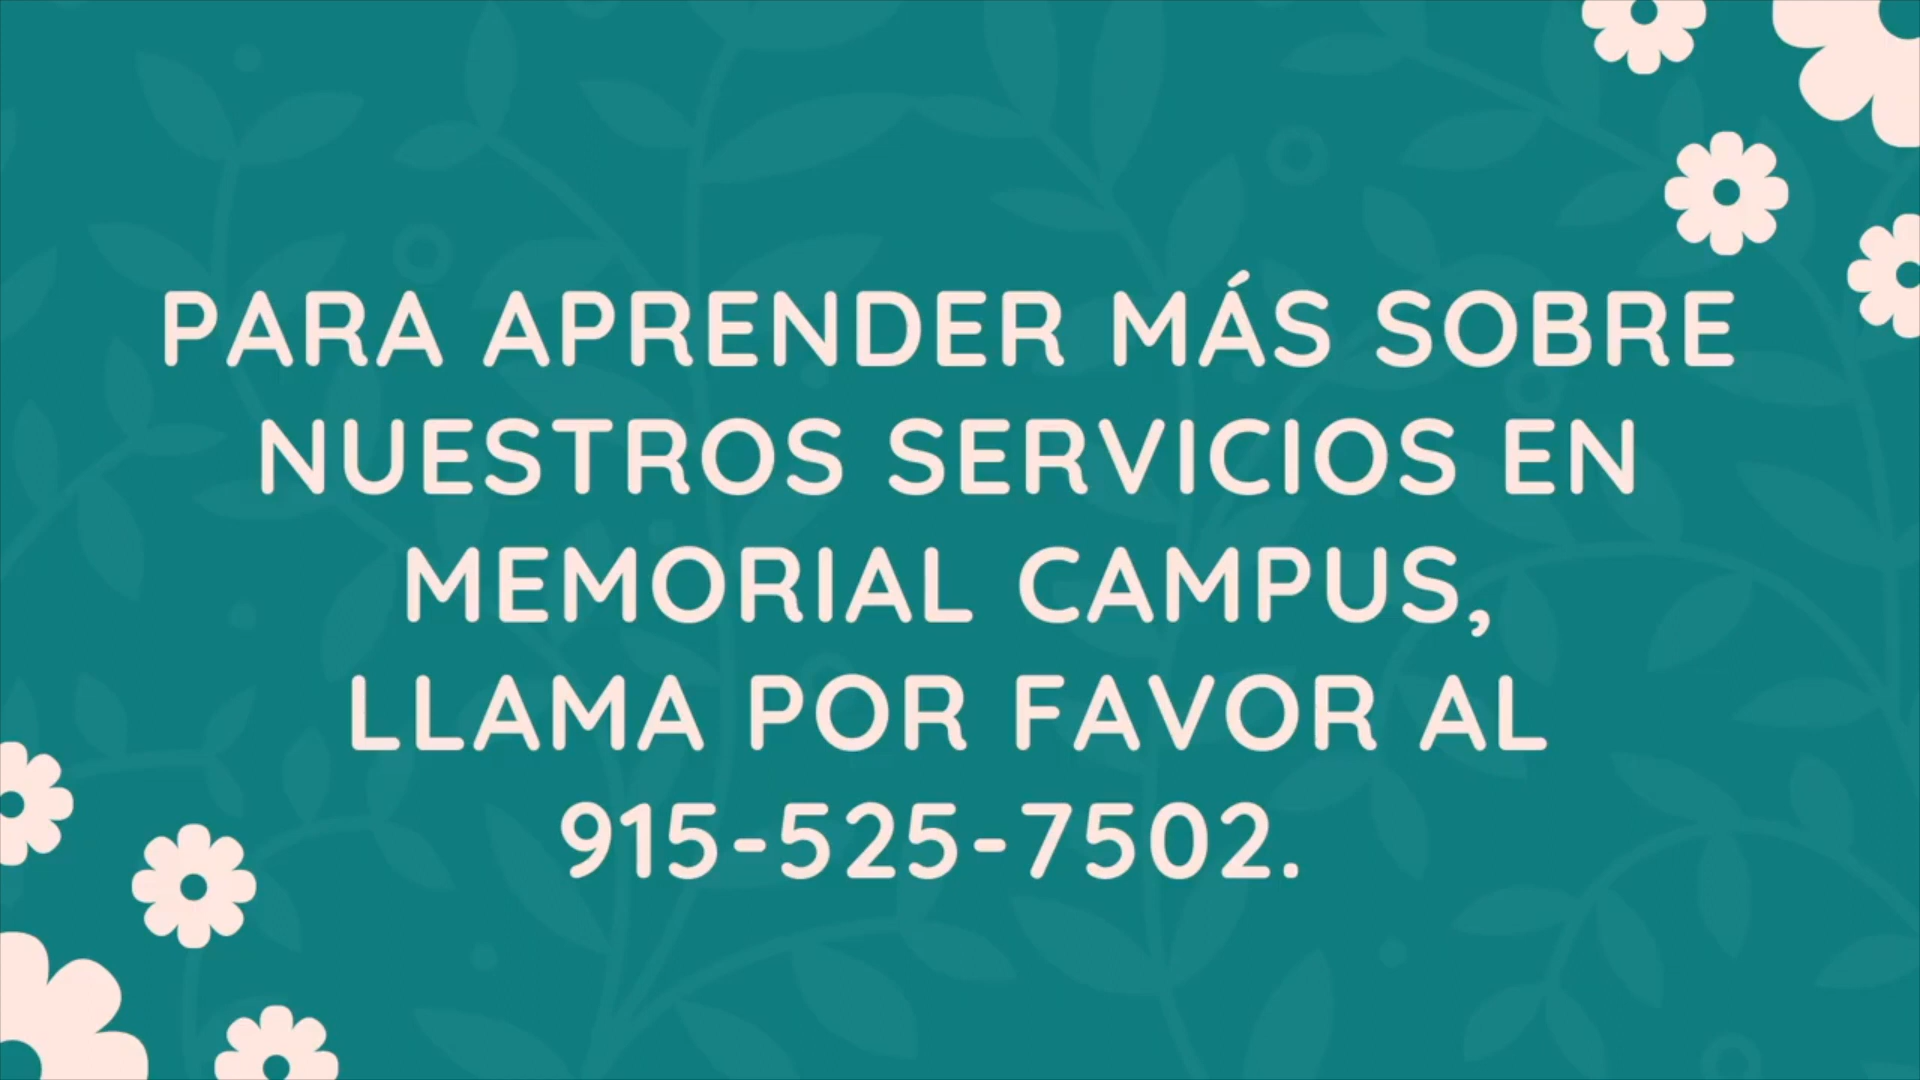 PARA APRENDER MÁS SOBRE
NUESTROS SERVICIOS EN
MEMORIAL CAMPUS,
LLAMA POR FAVOR AL
915-525-7502.